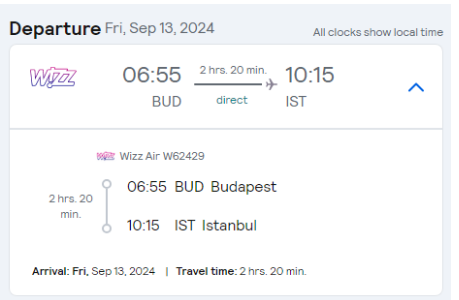 Departure Fri, Sep 13, 2024 All clocks show local time
WIZZ 06:55 2 hrs. 20 min. 10:15
BUD direct IST
WIZZ Wizz Air W62429
2 hrs. 20 min.
06:55 BUD Budapest
10:15 IST Istanbul
Arrival: Fri, Sep 13, 2024 | Travel time: 2 hrs. 20 min.